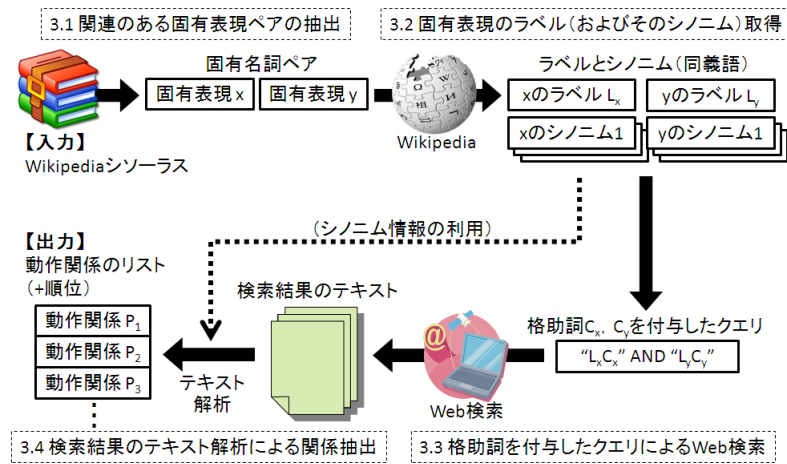 3.1 関連のある固有表現ペアの抽出
3.2 固有表現のラベル(およびそのシノニム)取得
固有名詞ペア
固有表現 x
固有表現 y
【入力】
Wikipediaシソーラス
Wikipedia
ラベルとシノニム(同義語)
xのラベル Lx
yのラベル Ly
xのシノニム1
yのシノニム1
(シノニム情報の利用)
【出力】
動作関係のリスト
(+順位)
動作関係 P1
動作関係 P2
動作関係 P3
テキスト
解析
検索結果のテキスト
@
Web検索
格助詞Cx, Cyを付与したクエリ
“LxCx” AND “LyCy”
3.4 検索結果のテキスト解析による関係抽出
3.3 格助詞を付与したクエリによるWeb検索